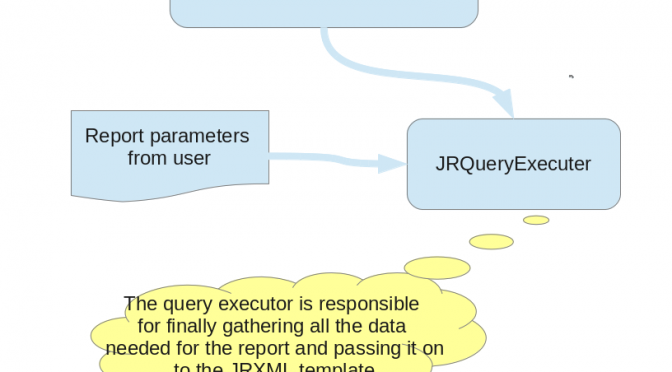 Report parameters
from user
JRQueryExecuter
The query executor is responsible
for finally gathering all the data
needed for the report and passing it on
to the JRXML template